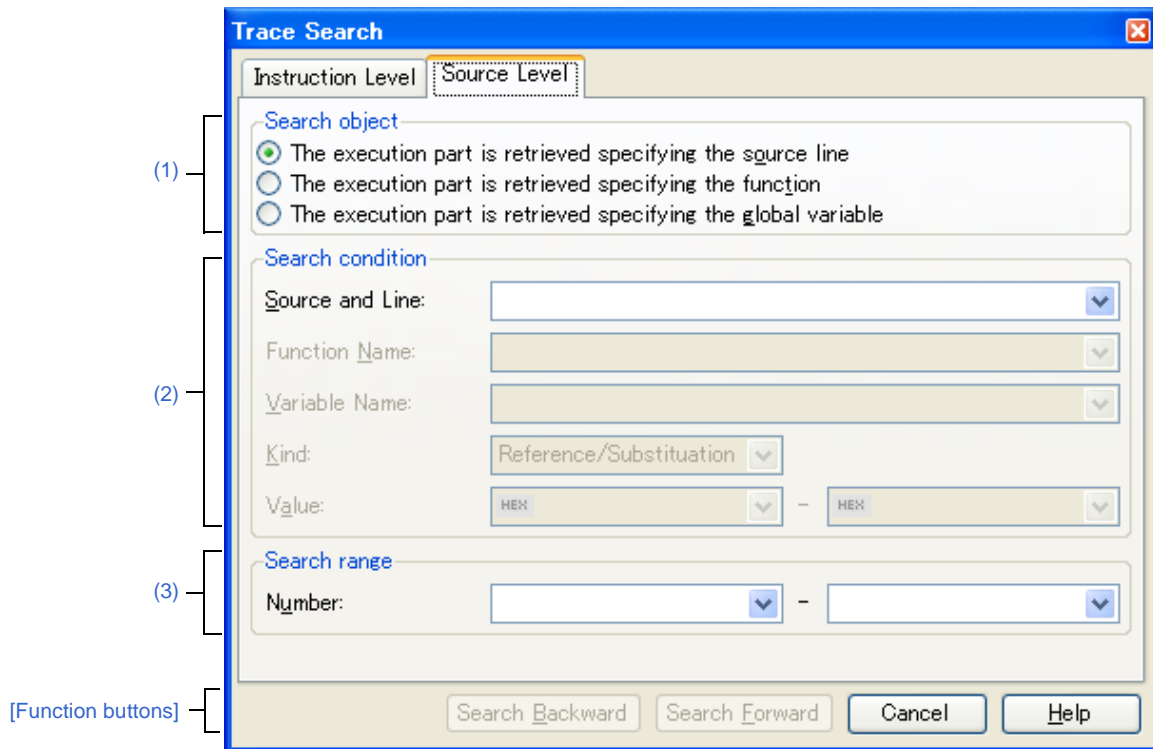 Trace Search
Instruction Level
Source Level
(1)
Search object
The execution part is retrieved specifying the source line
The execution part is retrieved specifying the function
The execution part is retrieved specifying the global variable
(2)
Search condition
Source and Line:
Function Name:
Variable Name:
Kind: Reference/Substituation
Value: HEX - HEX
(3)
Search range
Number: -
[Function buttons]
Search Backward Search Forward Cancel Help